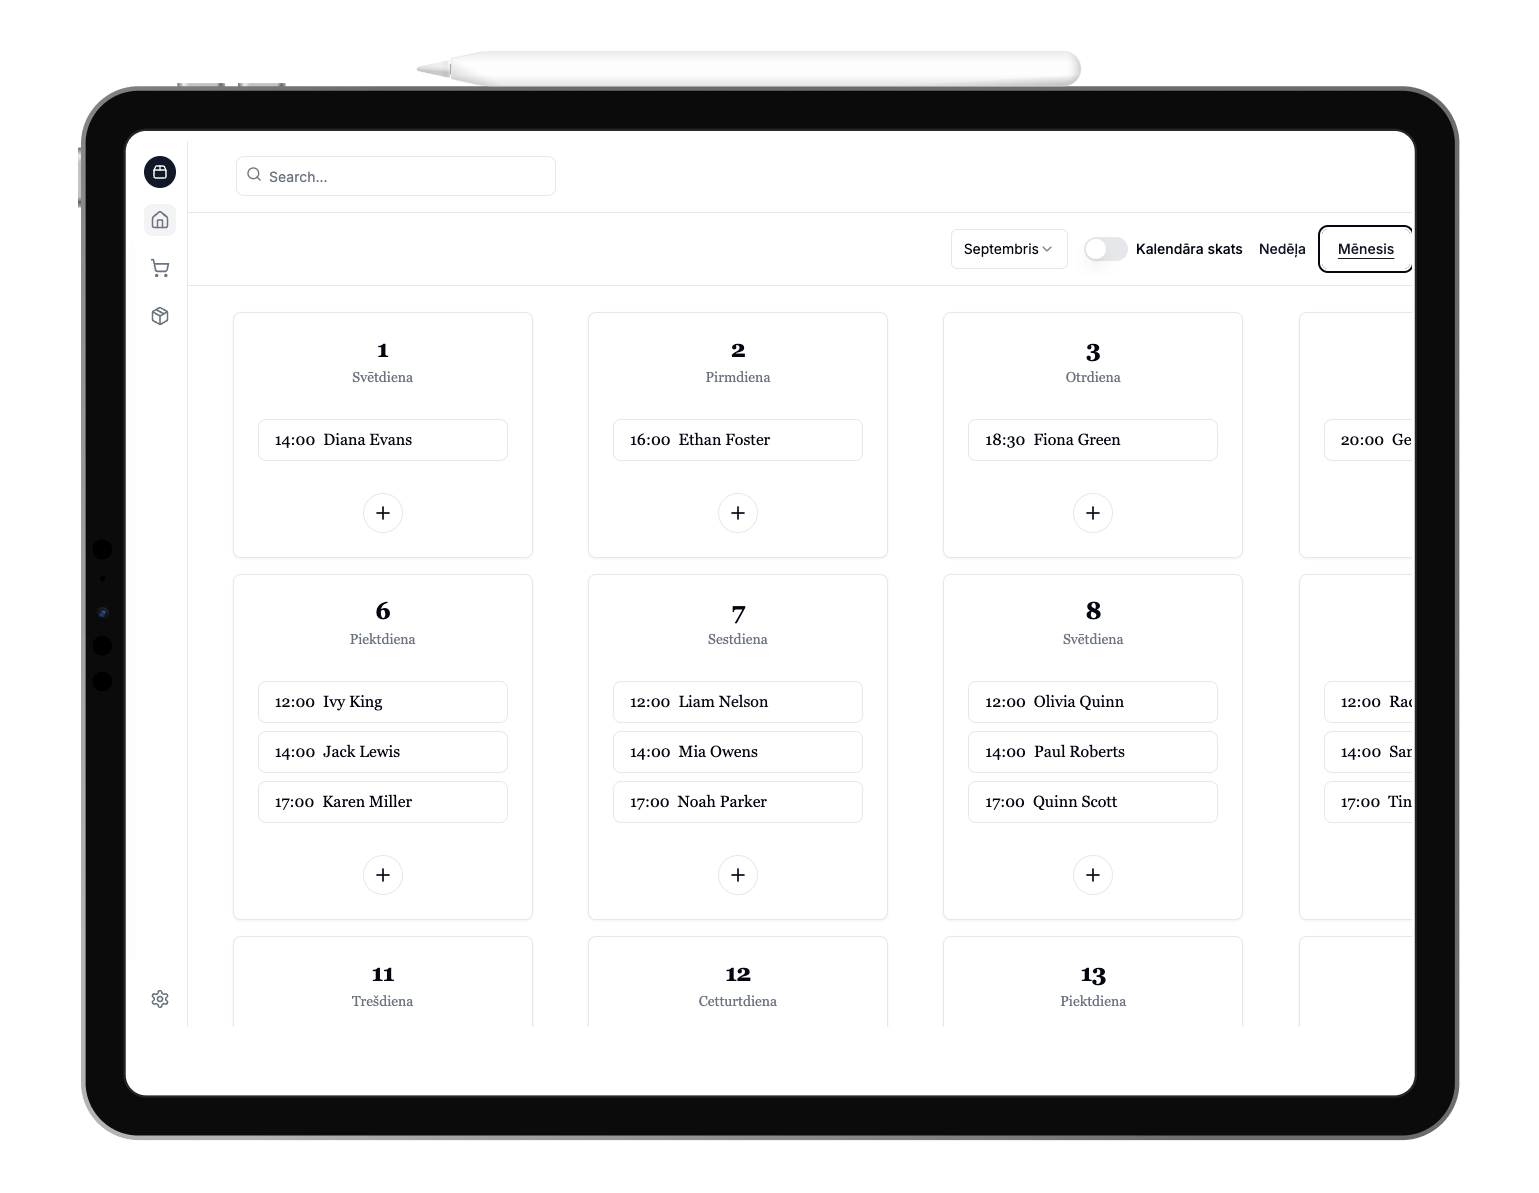 Search...
Septembris Kalendāra skats Nedēļa Mēnesis
1
Svētdiena
14:00 Diana Evans
2
Pirmdiena
16:00 Ethan Foster
3
Otrdiena
18:30 Fiona Green
20:00
6
Piektdiena
12:00 Ivy King
14:00 Jack Lewis
17:00 Karen Miller
7
Sestdiena
12:00 Liam Nelson
14:00 Mia Owens
17:00 Noah Parker
8
Svētdiena
12:00 Olivia Quinn
14:00 Paul Roberts
17:00 Quinn Scott
12:00
14:00
17:00
11
Trešdiena
12
Cetturtdiena
13
Piektdiena